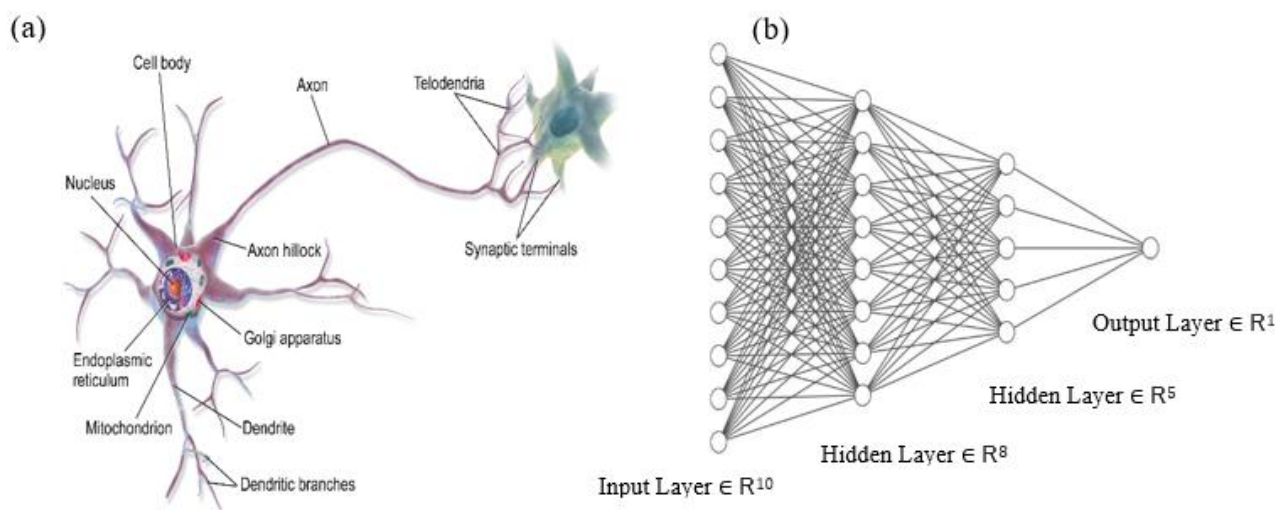 (a)
Cell body
Axon
Telodendria
Nucleus
Axon hillock
Synaptic terminals
Golgi apparatus
Endoplasmic
reticulum
Mitochondrion
Dendrite
Dendritic branches
(b)
Output Layer ∈ R¹
Hidden Layer ∈ R⁵
Hidden Layer ∈ R⁸
Input Layer ∈ R¹⁰